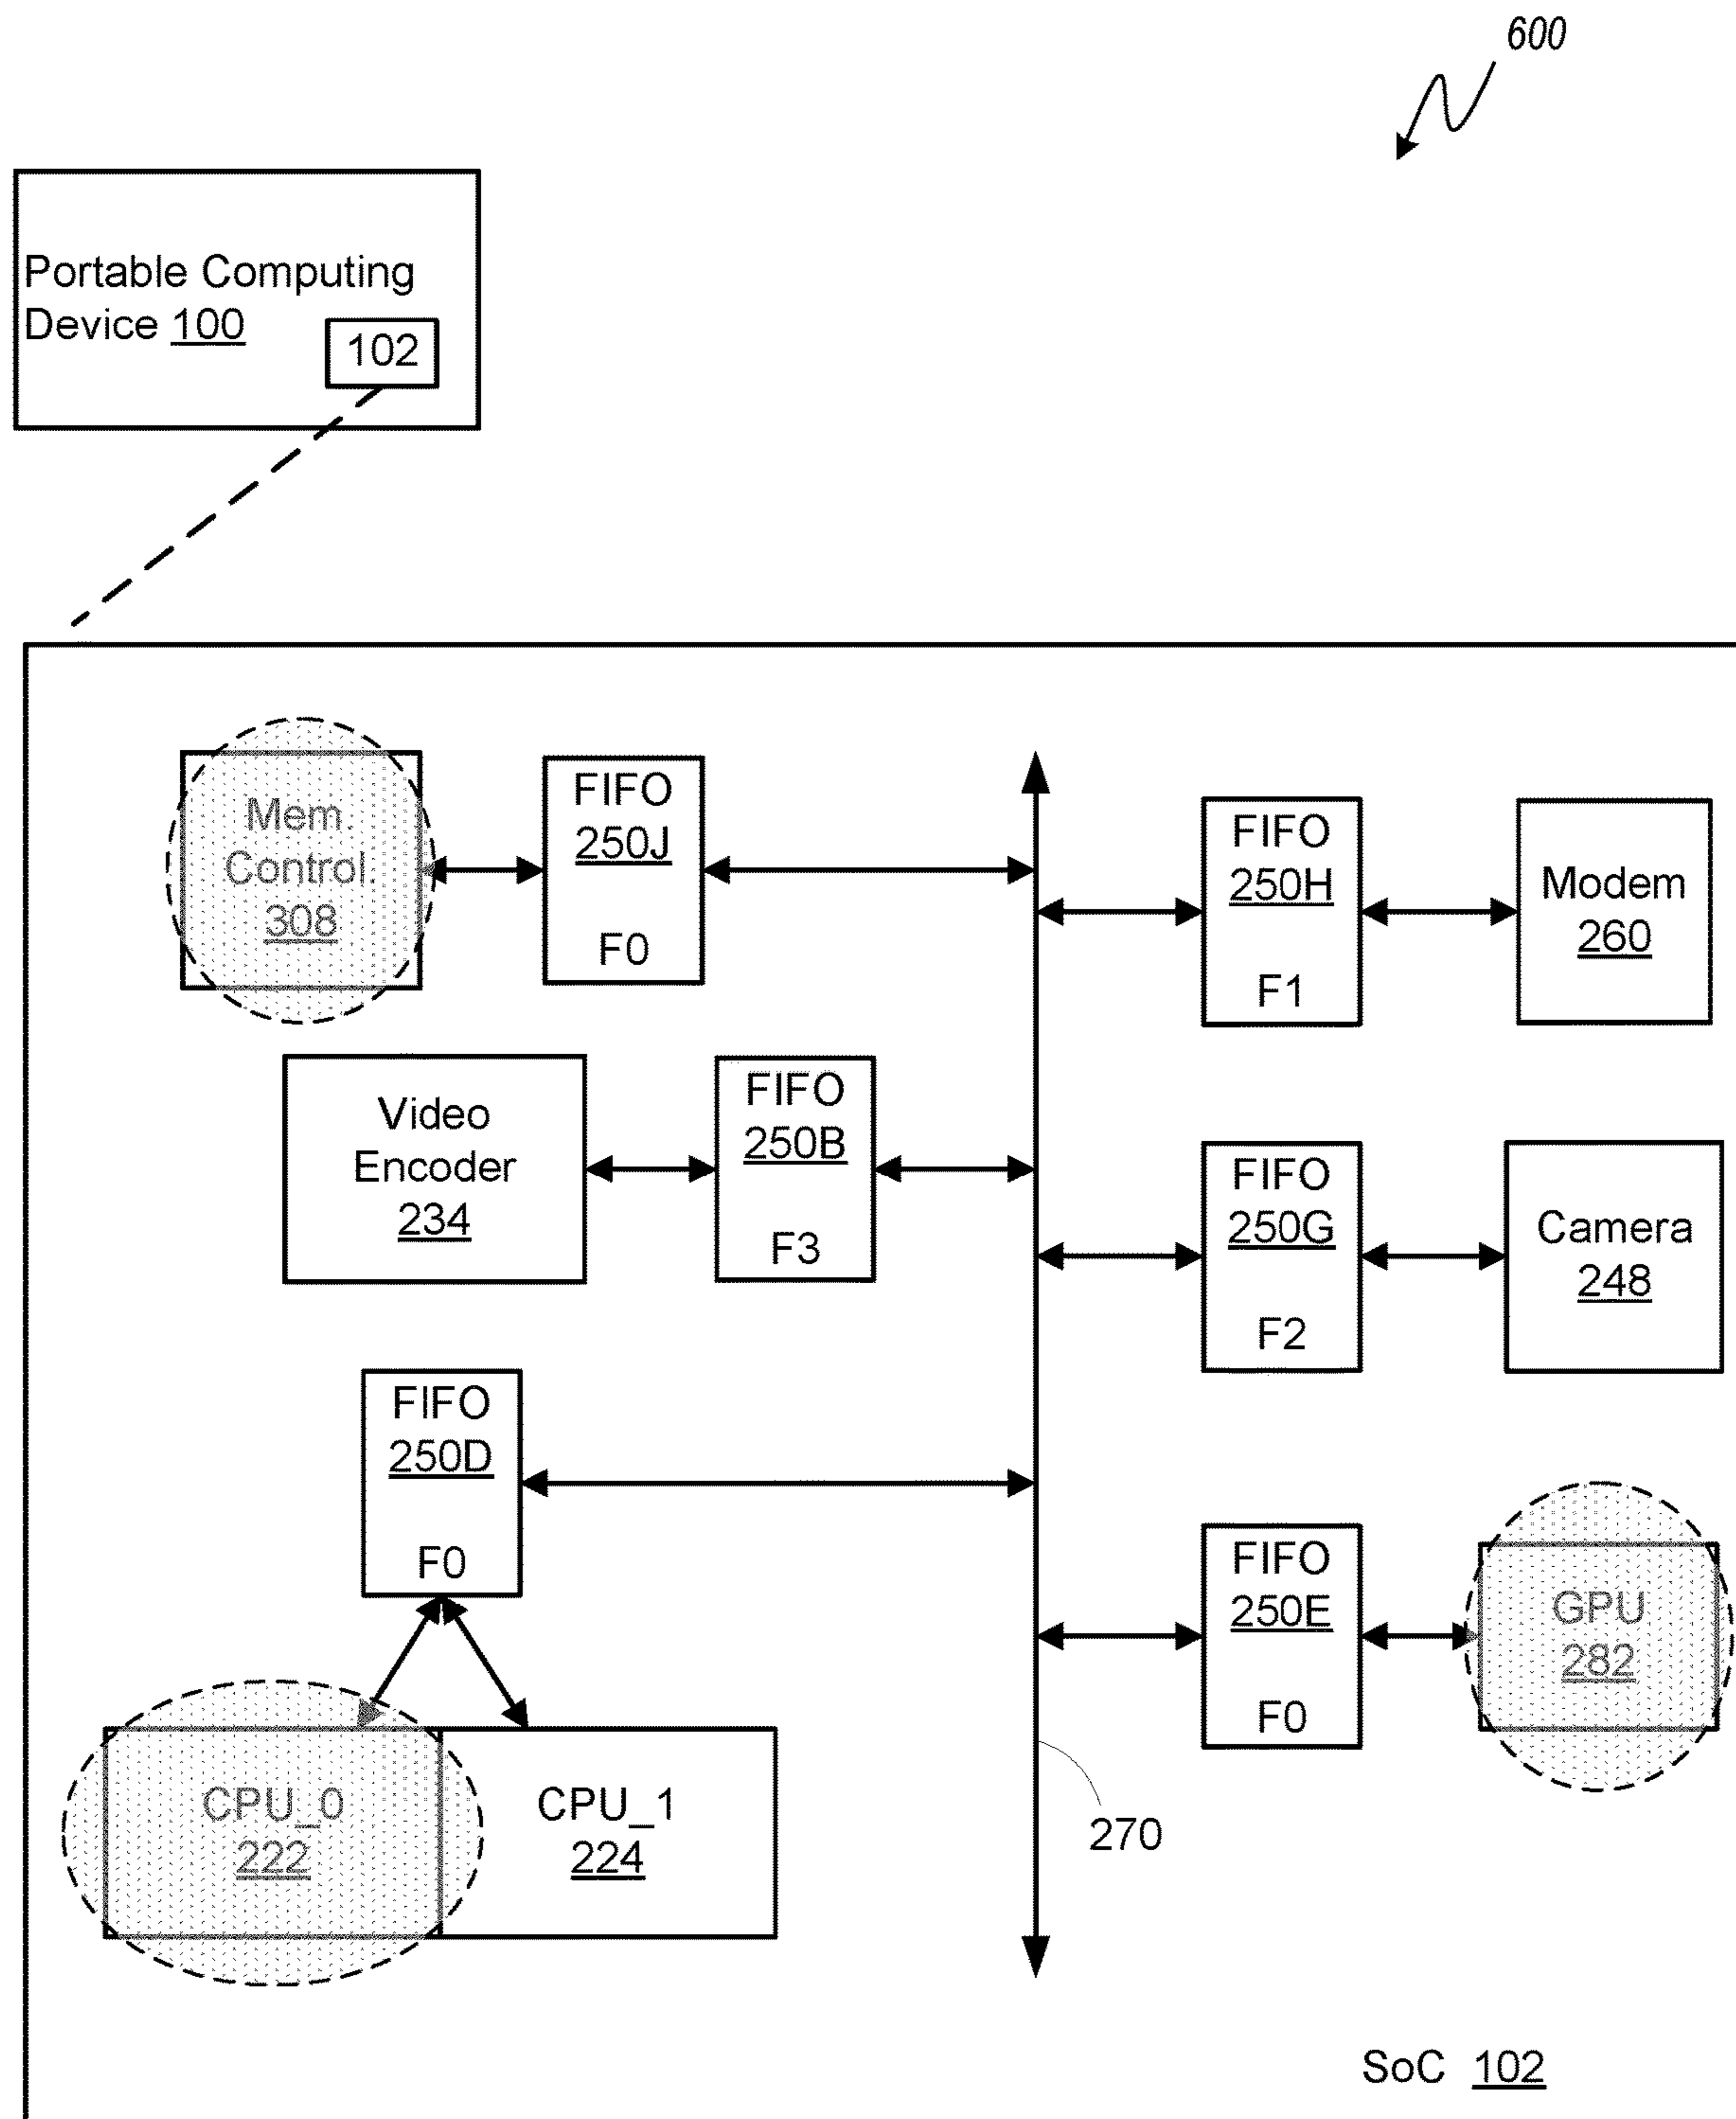 600
Portable Computing
Device 100
102
Mem
Control
308
FIFO
250J
F0
FIFO
250H
F1
Modem
260
Video
Encoder
234
FIFO
250B
F3
FIFO
250G
F2
Camera
248
FIFO
250D
F0
FIFO
250E
F0
GPU
282
CPU_0
222
CPU_1
224
270
SoC 102